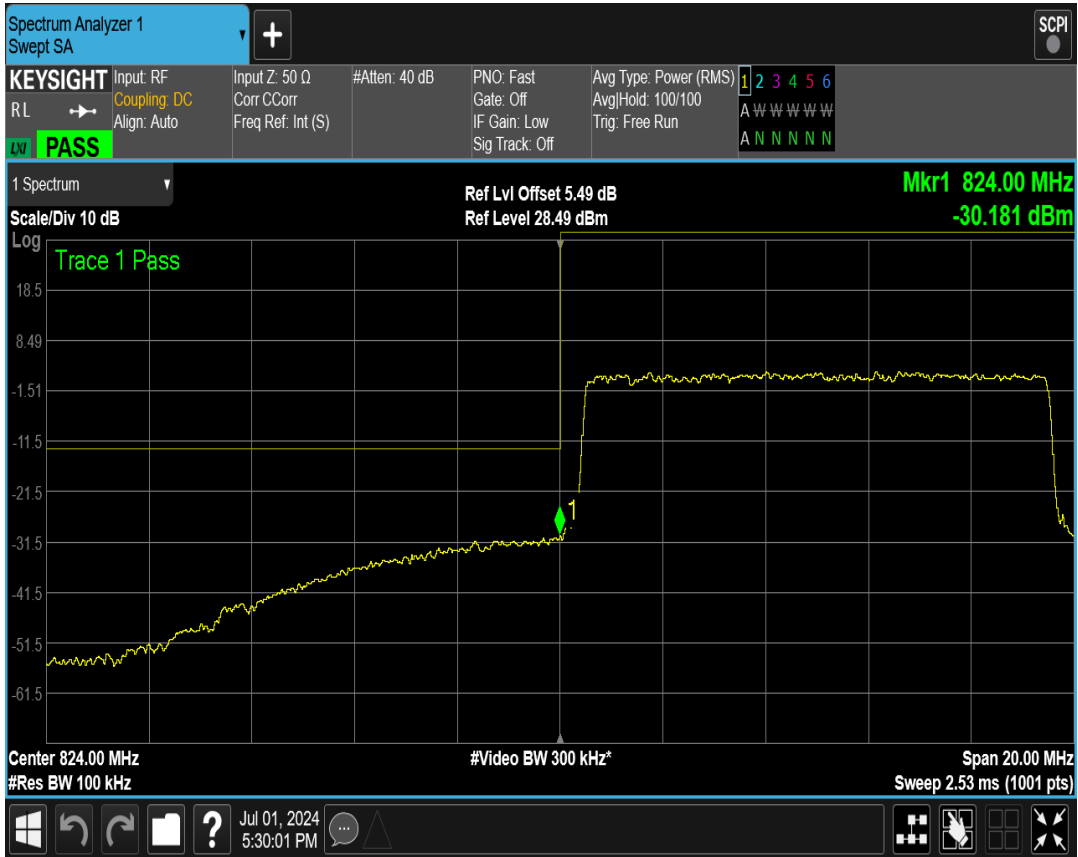 Spectrum Analyzer 1
Swept SA
+
SCPI
KEYSIGHT
R L
LXI PASS
Input: RF
Coupling: DC
Align: Auto
Input Z: 50 Ω
Corr CCorr
Freq Ref: Int (S)
#Atten: 40 dB
PNO: Fast
Gate: Off
IF Gain: Low
Sig Track: Off
Avg Type: Power (RMS)
Avg|Hold: 100/100
Trig: Free Run
1 2 3 4 5 6
A W W W W W
A N N N N N
1 Spectrum
Scale/Div 10 dB
Ref Lvl Offset 5.49 dB
Ref Level 28.49 dBm
Mkr1 824.00 MHz
-30.181 dBm
Log
Trace 1 Pass
18.5
8.49
-1.51
-11.5
-21.5
-31.5
-41.5
-51.5
-61.5
1
Center 824.00 MHz
#Res BW 100 kHz
#Video BW 300 kHz*
Span 20.00 MHz
Sweep 2.53 ms (1001 pts)
?
Jul 01, 2024
5:30:01 PM